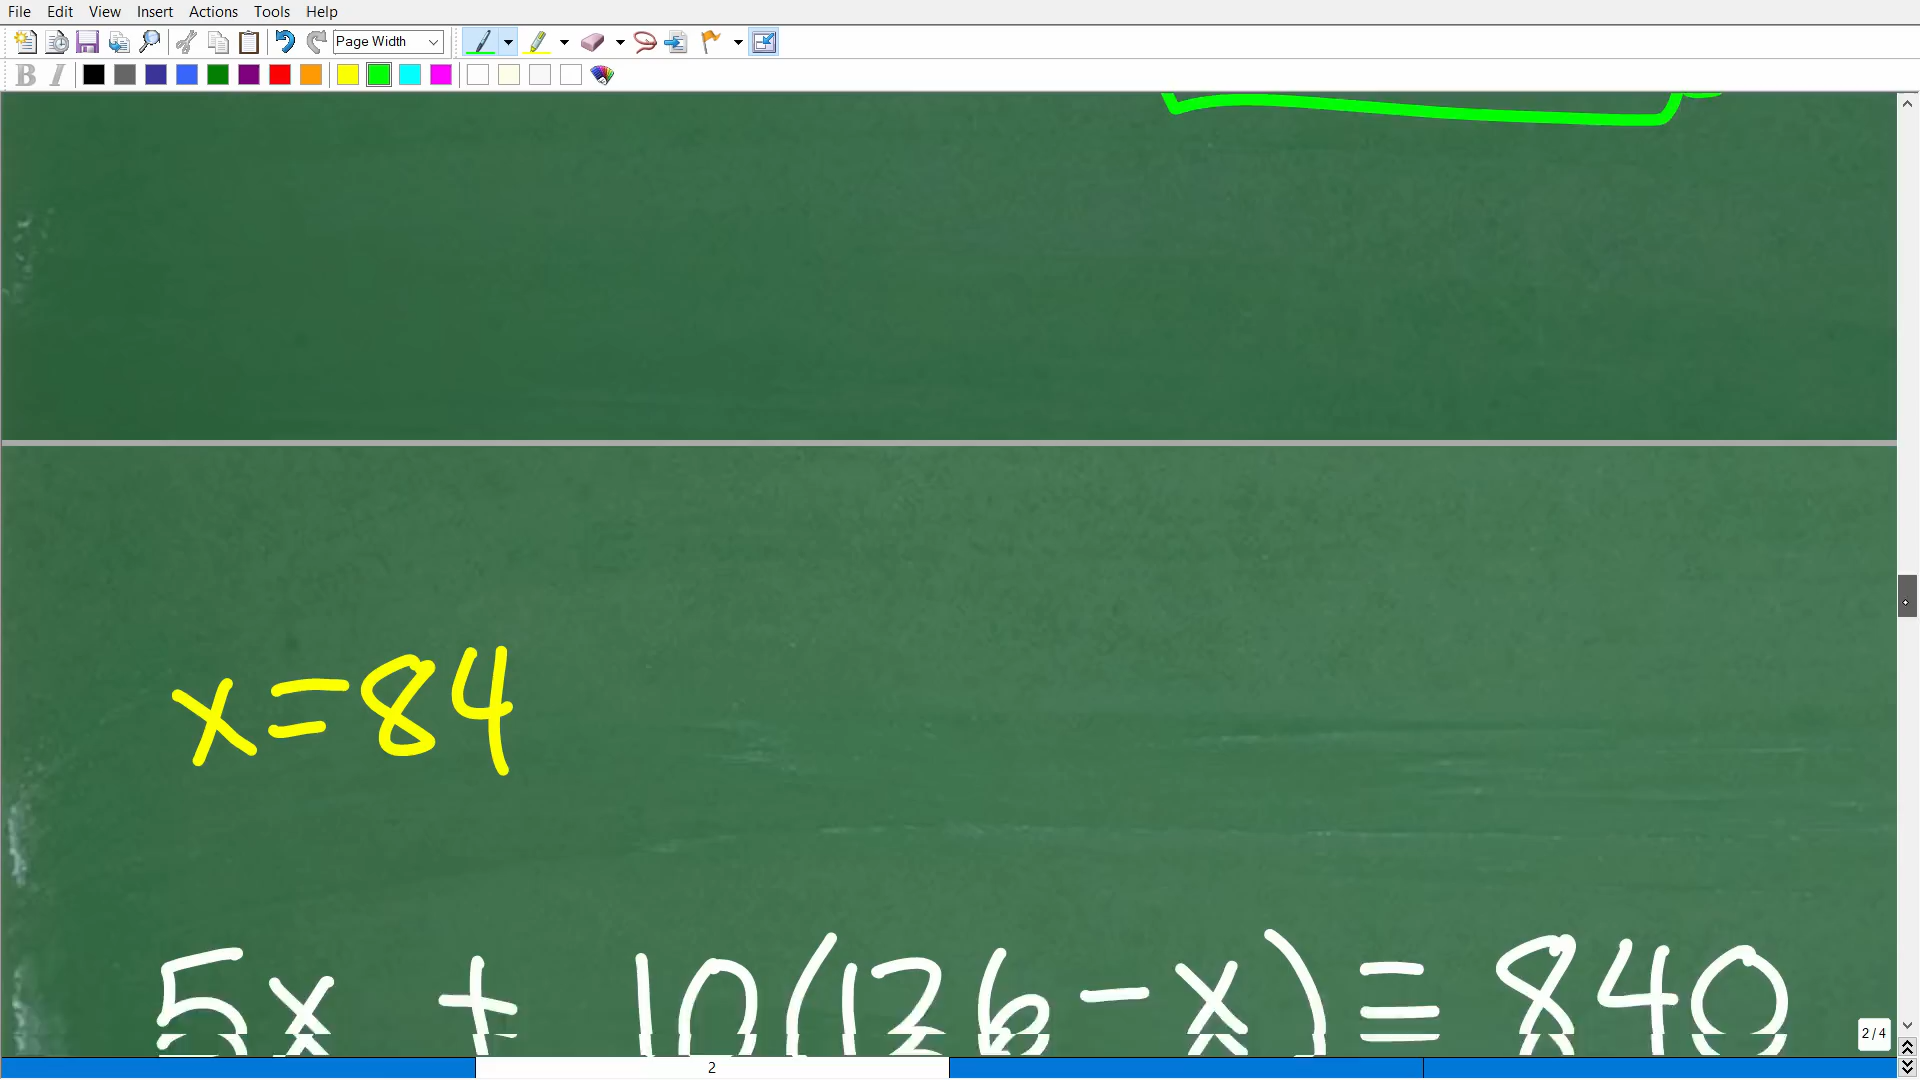 File Edit View Insert Actions Tools Help
Page Width
B I
x=84
5x + 10(126-x)=840
2/4
2